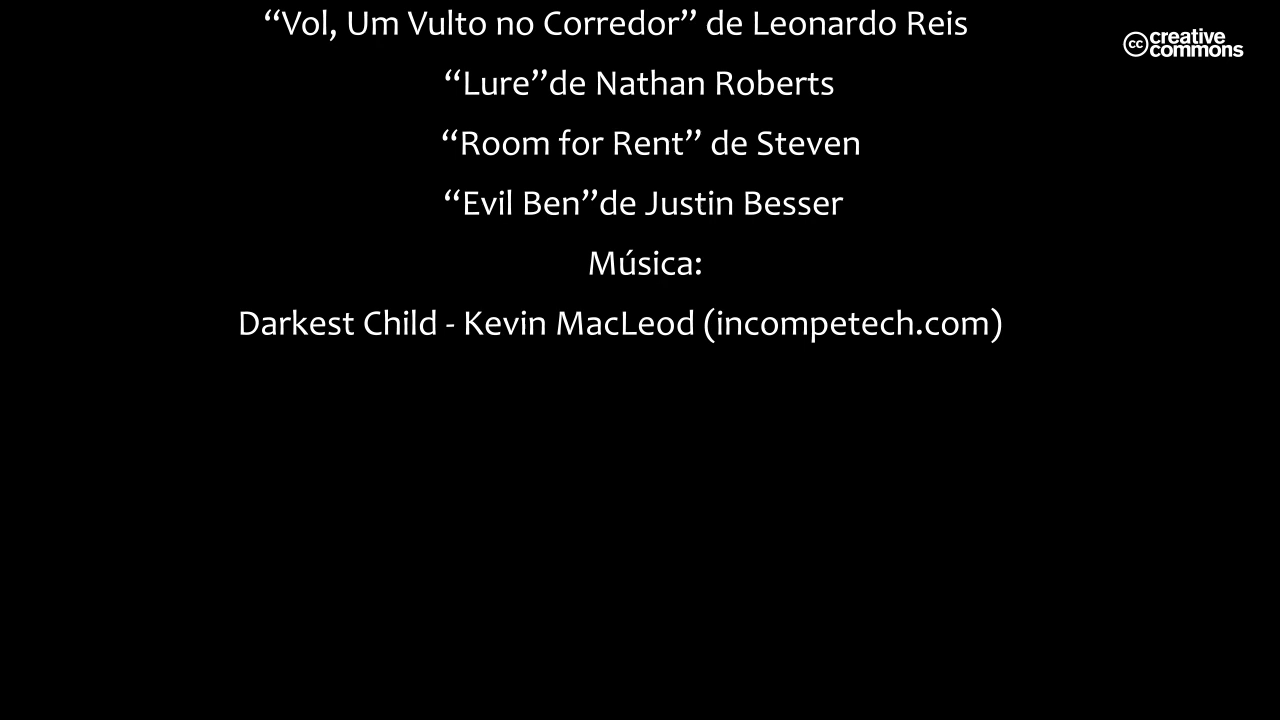 “Vol, Um Vulto no Corredor” de Leonardo Reis
cc creative commons
“Lure”de Nathan Roberts
“Room for Rent” de Steven
“Evil Ben”de Justin Besser
Música:
Darkest Child - Kevin MacLeod (incompetech.com)